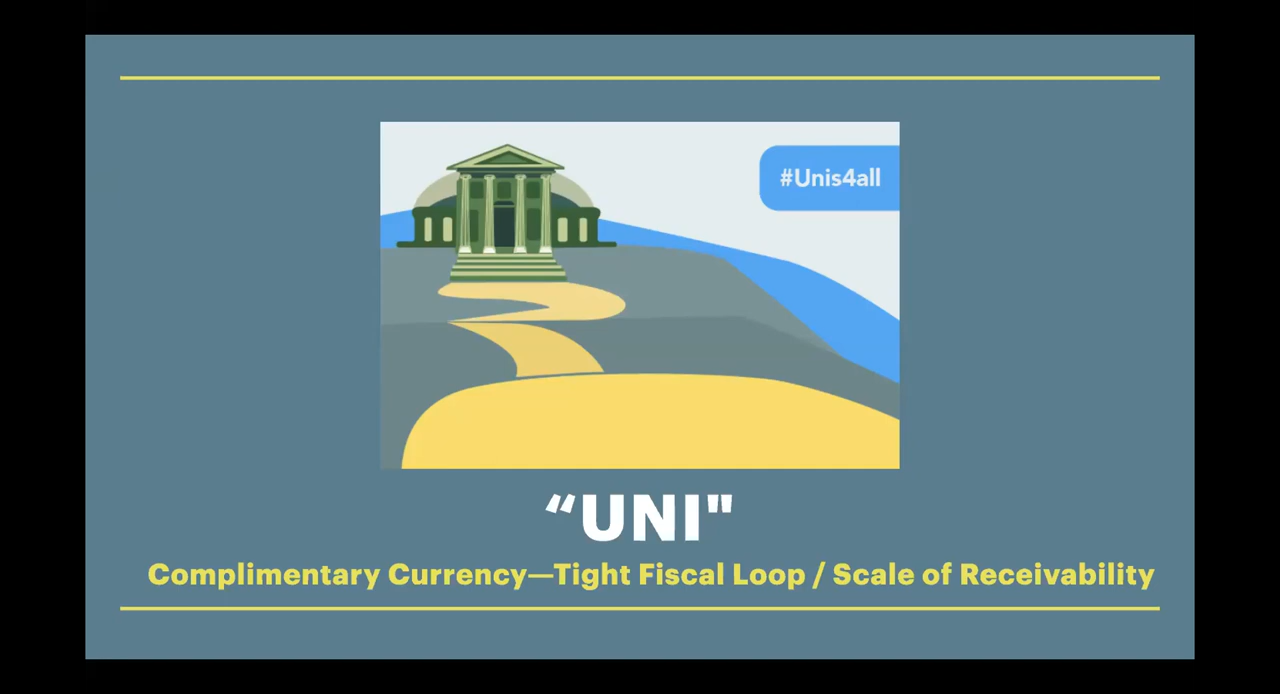 #Unis4all
“UNI"
Complimentary Currency—Tight Fiscal Loop / Scale of Receivability